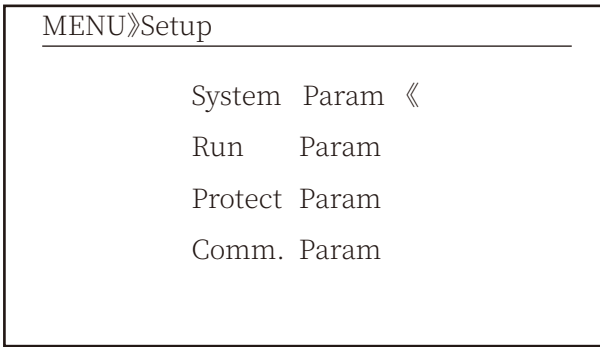 MENU》Setup
System Param 《
Run Param
Protect Param
Comm. Param